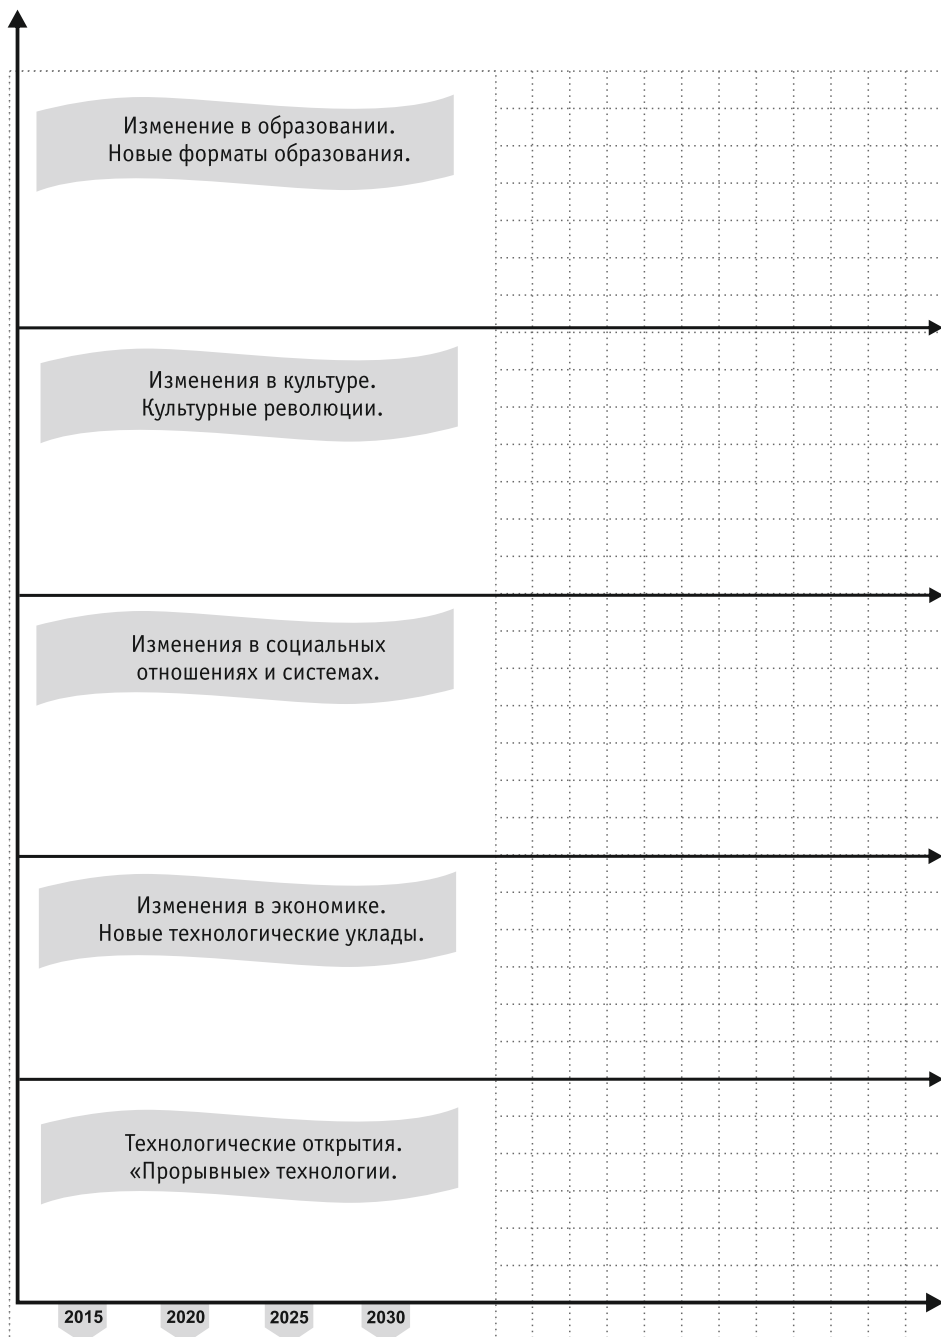 Изменение в образовании.
Новые форматы образования.
Изменения в культуре.
Культурные революции.
Изменения в социальных
отношениях и системах.
Изменения в экономике.
Новые технологические уклады.
Технологические открытия.
«Прорывные» технологии.
2015 2020 2025 2030